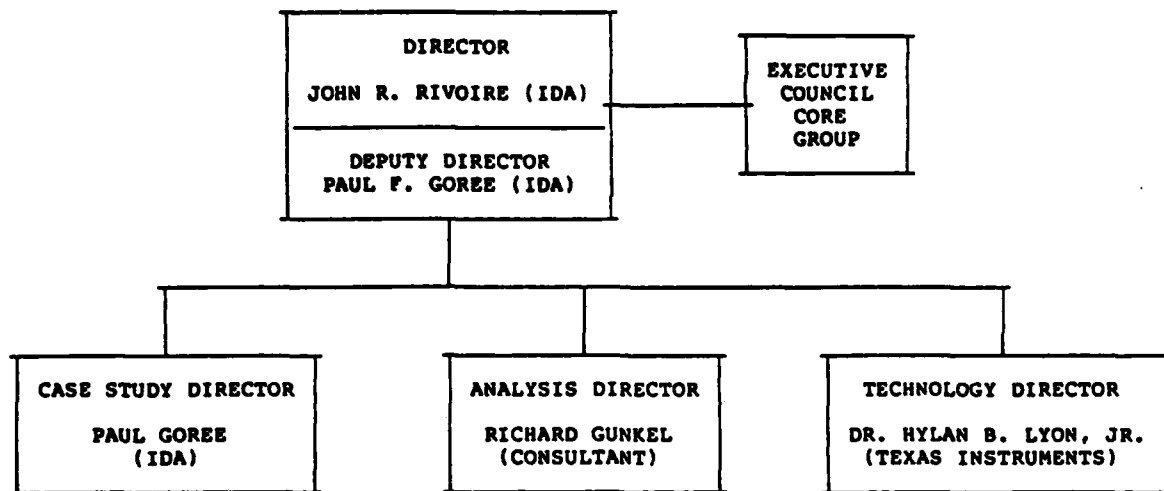 DIRECTOR
JOHN R. RIVOIRE (IDA)
DEPUTY DIRECTOR
PAUL F. GOREE (IDA)
EXECUTIVE
COUNCIL
CORE
GROUP
CASE STUDY DIRECTOR
PAUL GOREE
(IDA)
ANALYSIS DIRECTOR
RICHARD GUNKEL
(CONSULTANT)
TECHNOLOGY DIRECTOR
DR. HYLAN B. LYON, JR.
(TEXAS INSTRUMENTS)